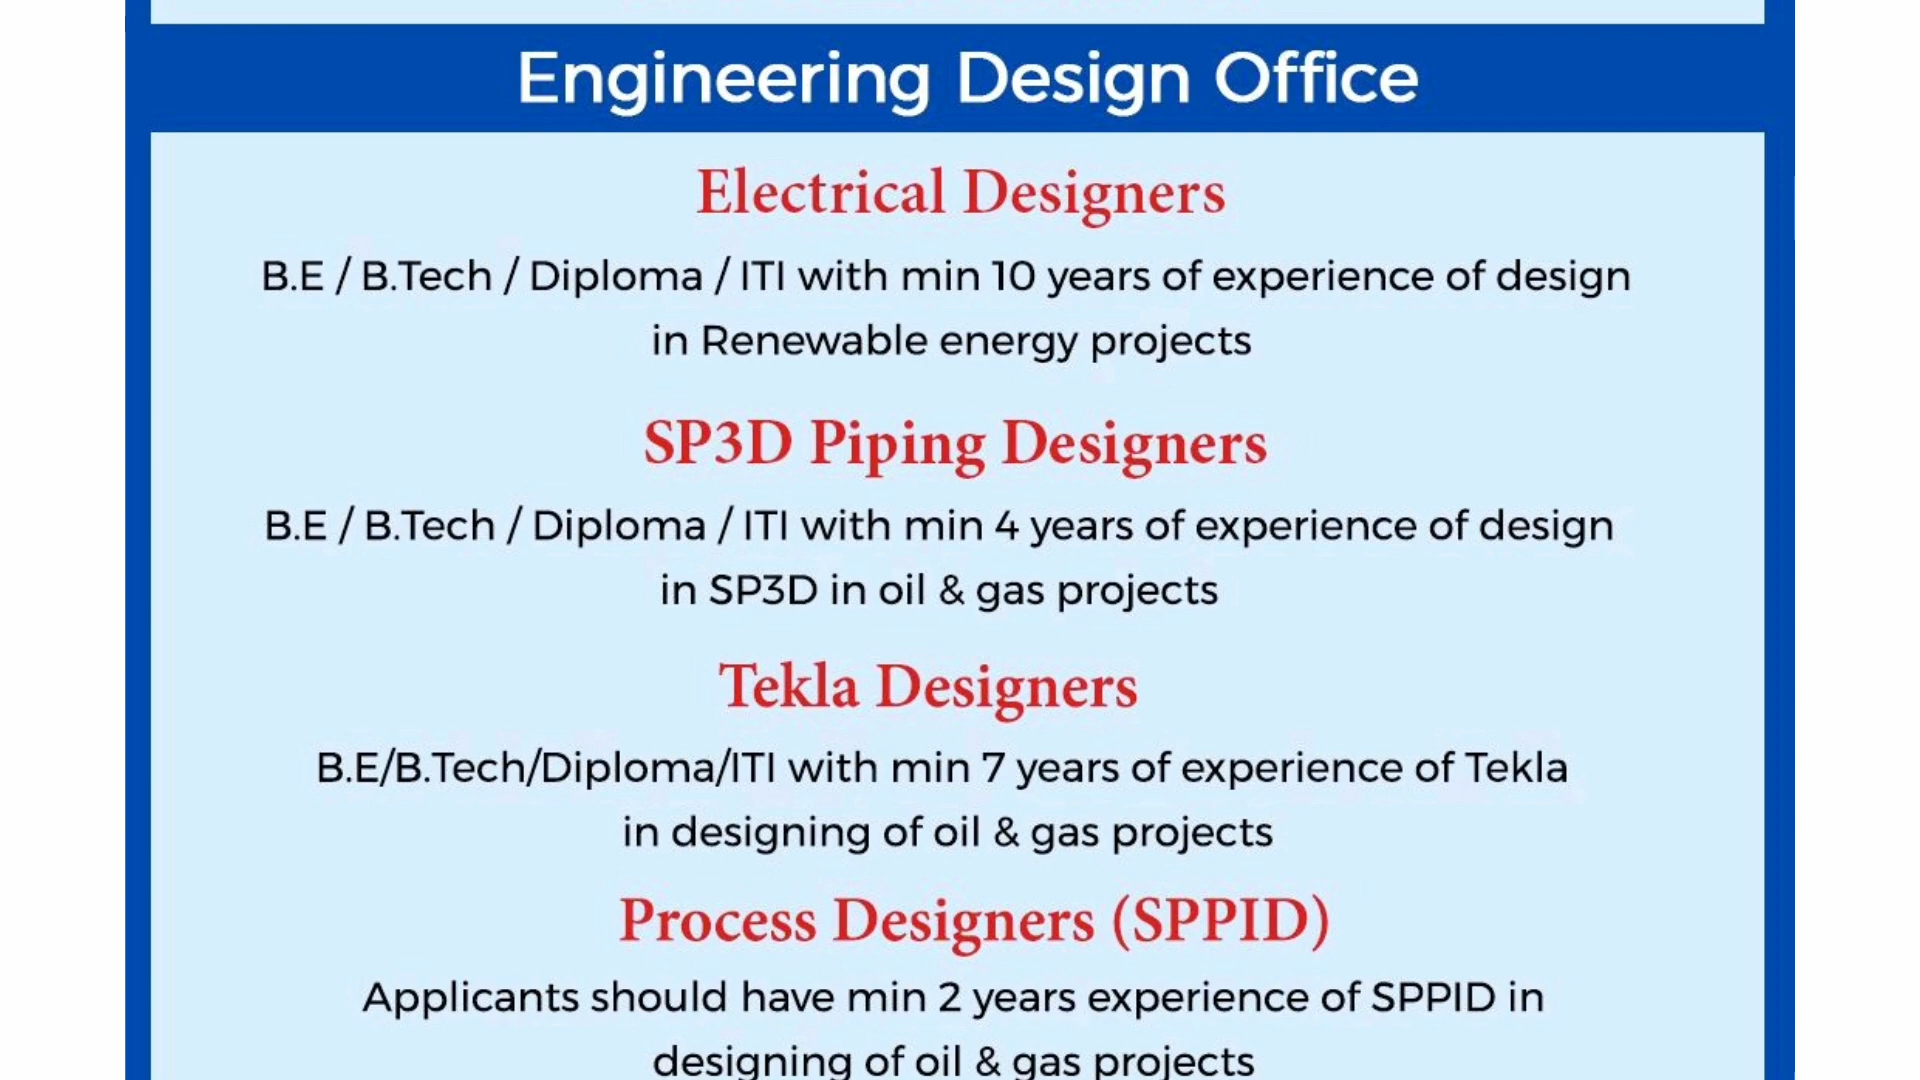 Engineering Design Office
Electrical Designers
B.E / B.Tech / Diploma / ITI with min 10 years of experience of design
in Renewable energy projects
SP3D Piping Designers
B.E / B.Tech / Diploma / ITI with min 4 years of experience of design
in SP3D in oil & gas projects
Tekla Designers
B.E/B.Tech/Diploma/ITI with min 7 years of experience of Tekla
in designing of oil & gas projects
Process Designers (SPPID)
Applicants should have min 2 years experience of SPPID in
designing of oil & gas projects